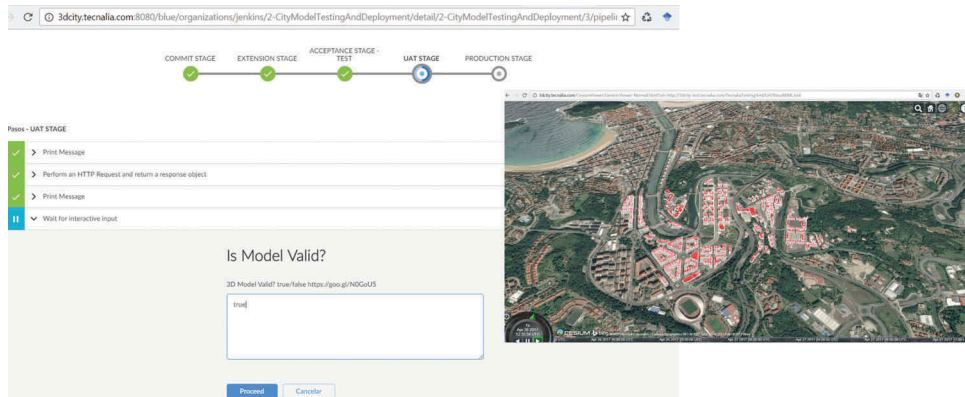 3dcity.tecnalia.com:8080/blue/organizations/jenkins/2-CityModelTestingAndDeployment/detail/2-CityModelTestingAndDeployment/3/pipeli
COMMIT STAGE
EXTENSION STAGE
ACCEPTANCE STAGE -
TEST
UAT STAGE
PRODUCTION STAGE
Pasos - UAT STAGE
Print Message
Perform an HTTP Request and return a response object
Print Message
Wait for interactive input
Is Model Valid?
3D Model Valid? true/false https://goo.gl/N0GoU5
true
Proceed
Cancelar
CESIUM